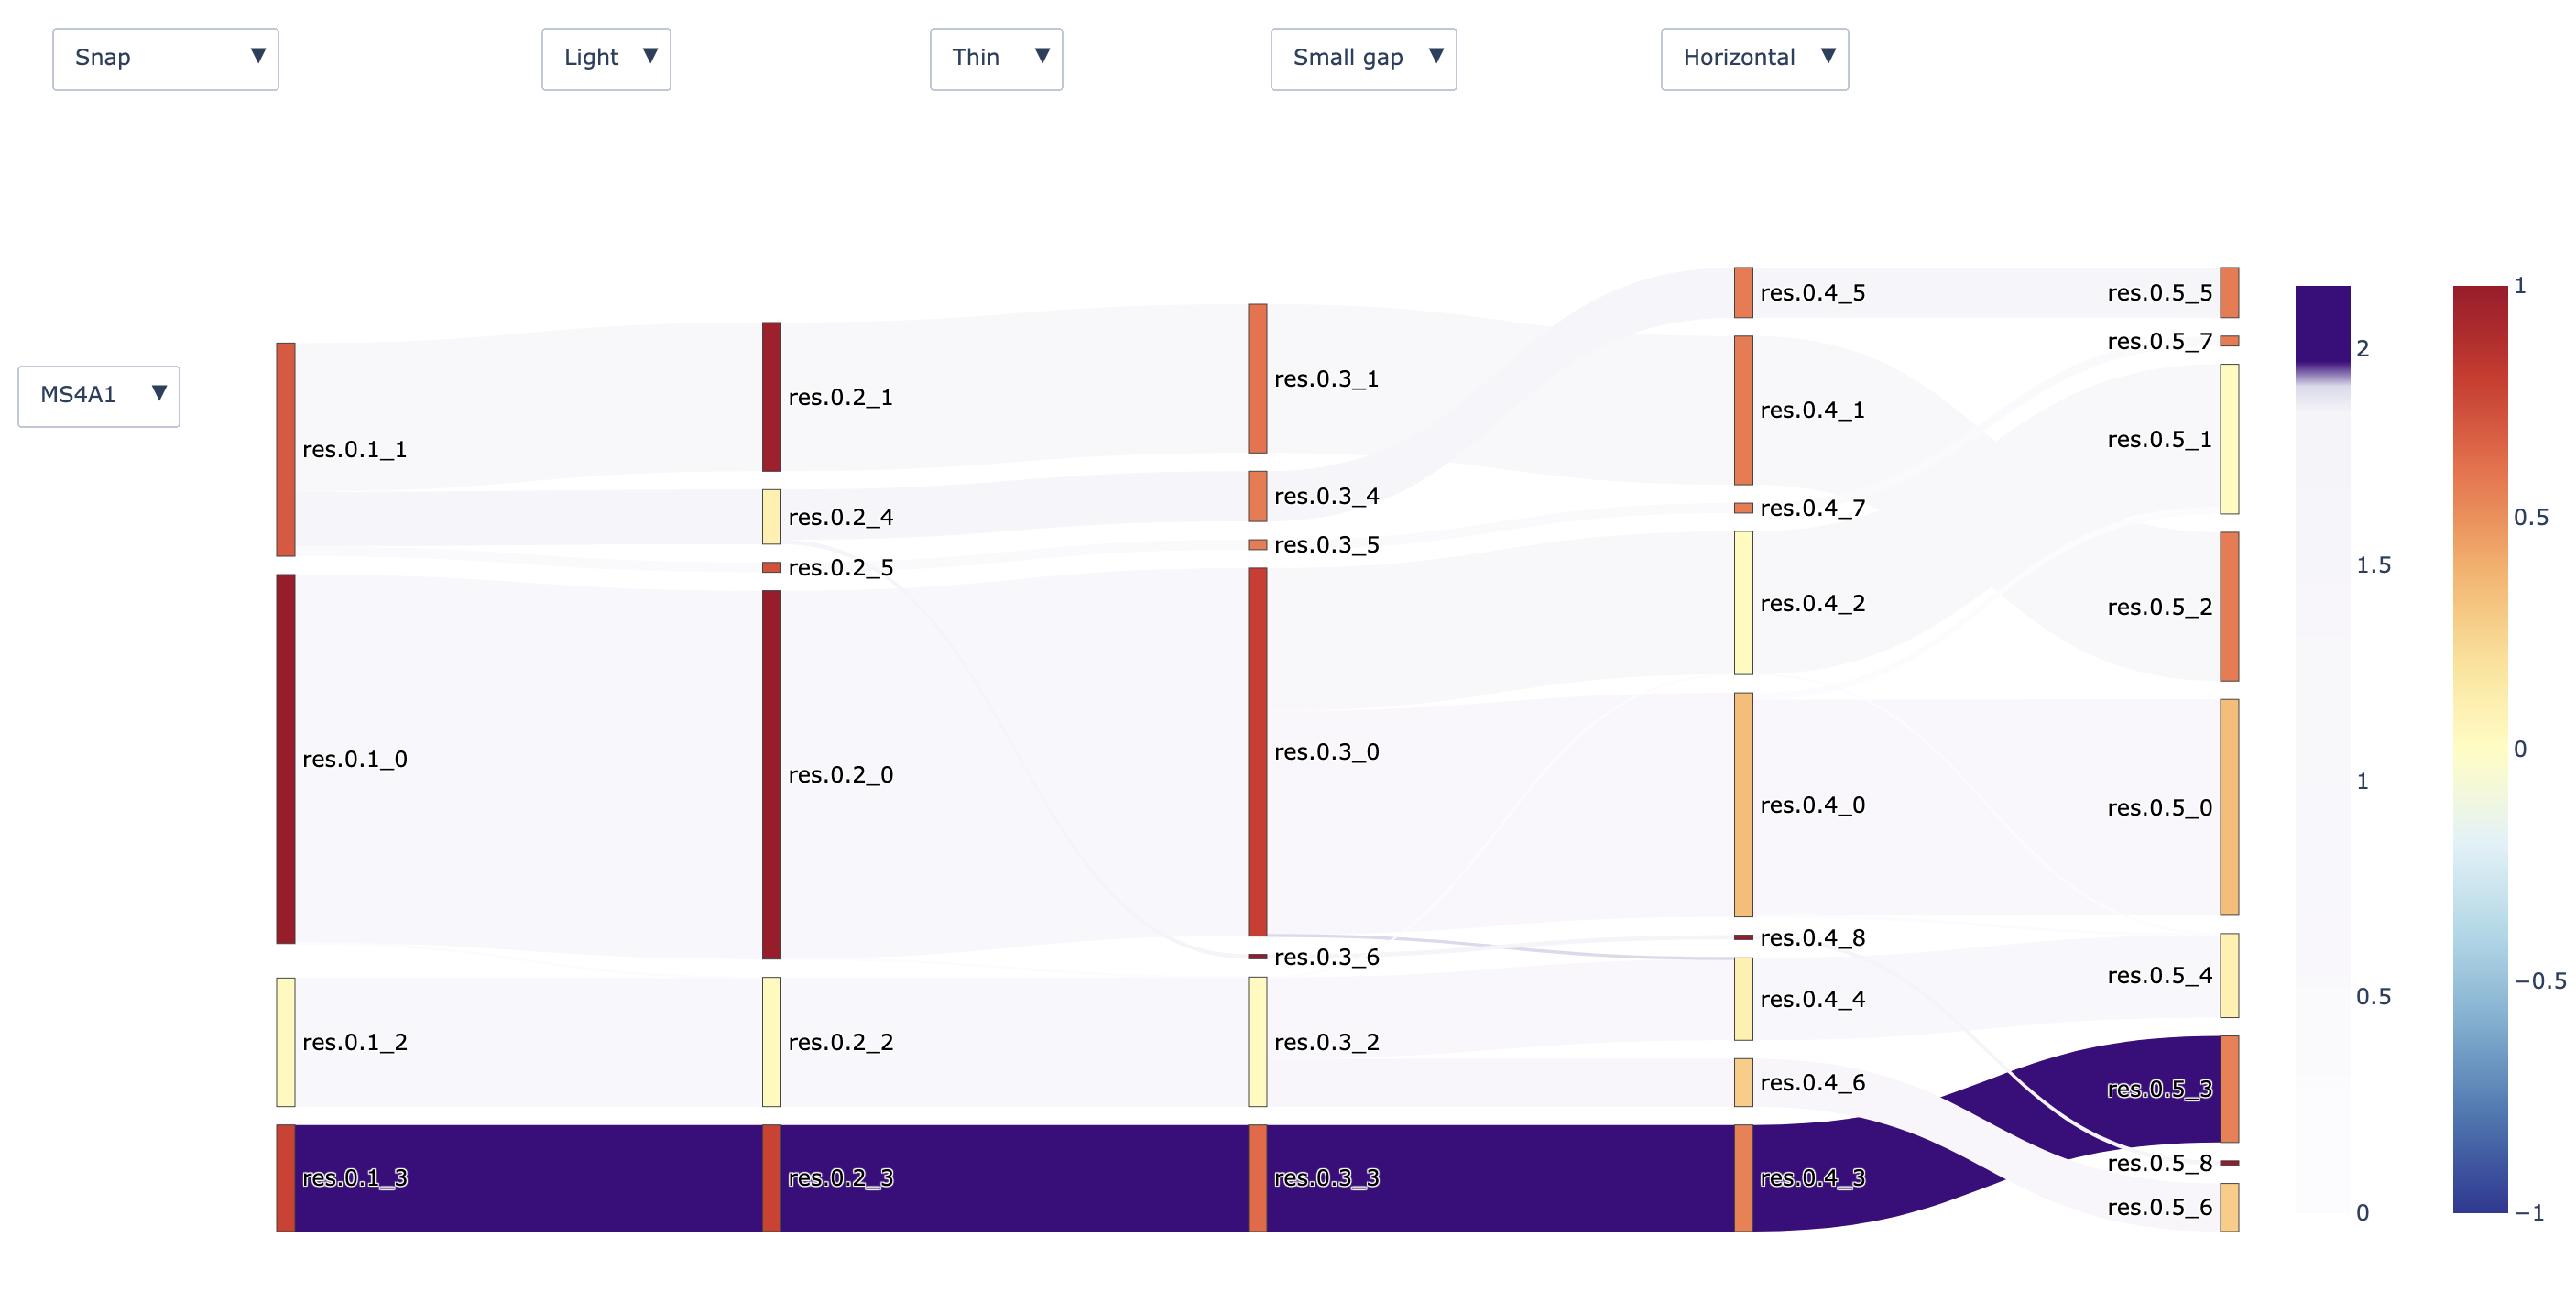 Snap ▼
Light ▼
Thin ▼
Small gap ▼
Horizontal ▼
MS4A1 ▼
res.0.1_1
res.0.1_0
res.0.1_2
res.0.1_3
res.0.2_1
res.0.2_4
res.0.2_5
res.0.2_0
res.0.2_2
res.0.2_3
res.0.3_1
res.0.3_4
res.0.3_5
res.0.3_0
res.0.3_6
res.0.3_2
res.0.3_3
res.0.4_5
res.0.4_1
res.0.4_7
res.0.4_2
res.0.4_0
res.0.4_8
res.0.4_4
res.0.4_6
res.0.4_3
res.0.5_5
res.0.5_7
res.0.5_1
res.0.5_2
res.0.5_0
res.0.5_4
res.0.5_3
res.0.5_8
res.0.5_6
2
1.5
1
0.5
0
1
0.5
0
−0.5
−1